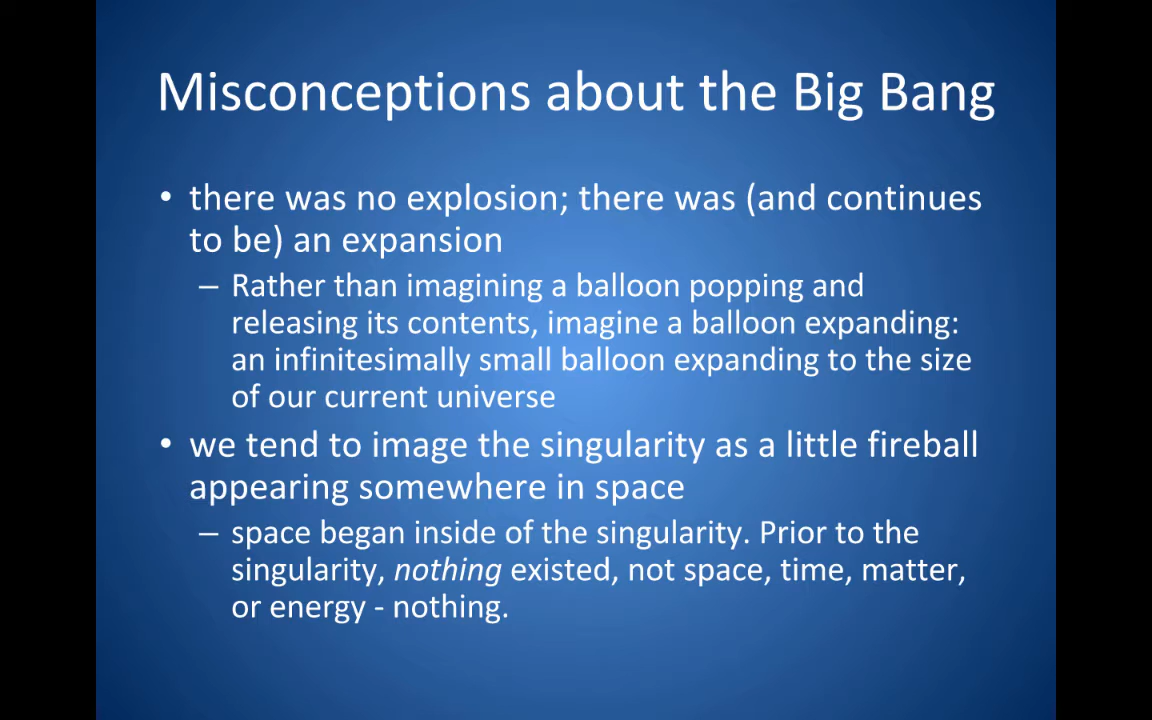 Misconceptions about the Big Bang
• there was no explosion; there was (and continues
to be) an expansion
– Rather than imagining a balloon popping and
releasing its contents, imagine a balloon expanding:
an infinitesimally small balloon expanding to the size
of our current universe
• we tend to image the singularity as a little fireball
appearing somewhere in space
– space began inside of the singularity. Prior to the
singularity, nothing existed, not space, time, matter,
or energy - nothing.